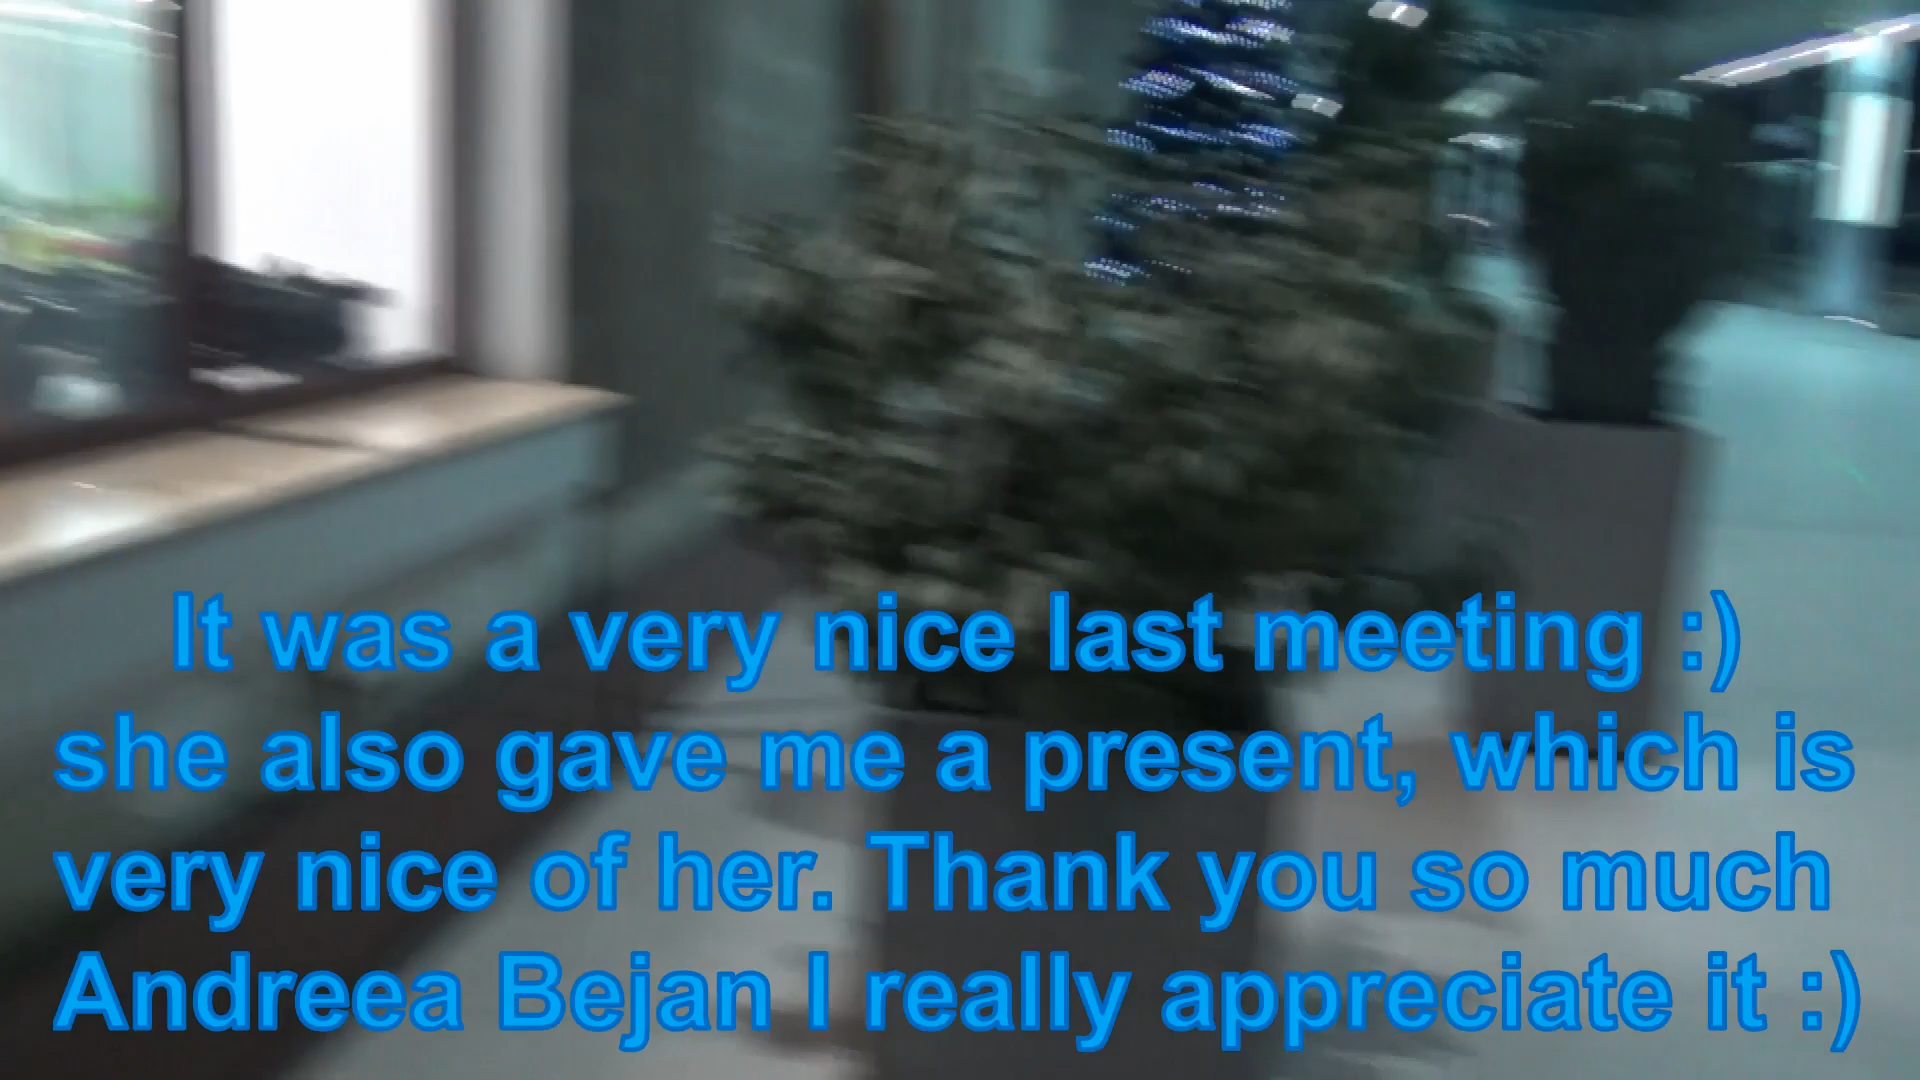 It was a very nice last meeting :)
she also gave me a present, which is
very nice of her. Thank you so much
Andreea Bejan I really appreciate it :)